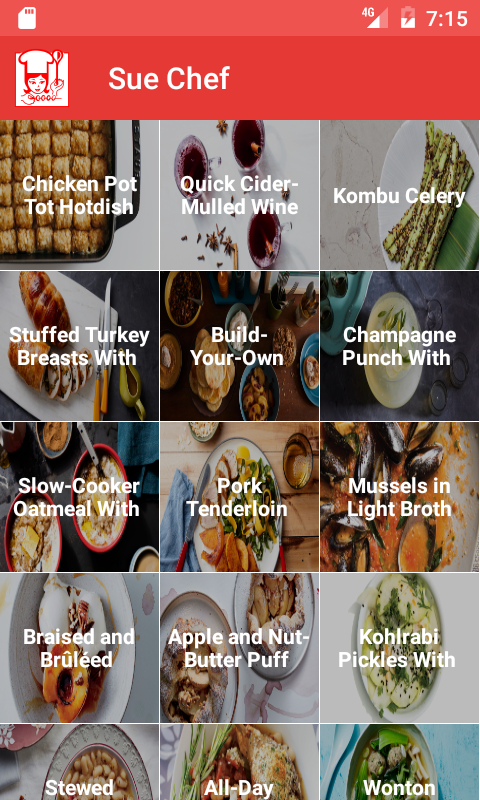 4G 7:15
Sue Chef
Chicken Pot
Tot Hotdish
Quick Cider-
Mulled Wine
Kombu Celery
Stuffed Turkey
Breasts With
Build-
Your-Own
Champagne
Punch With
Slow-Cooker
Oatmeal With
Pork
Tenderloin
Mussels in
Light Broth
Braised and
Brûléed
Apple and Nut-
Butter Puff
Kohlrabi
Pickles With
Stewed
All-Day
Wonton